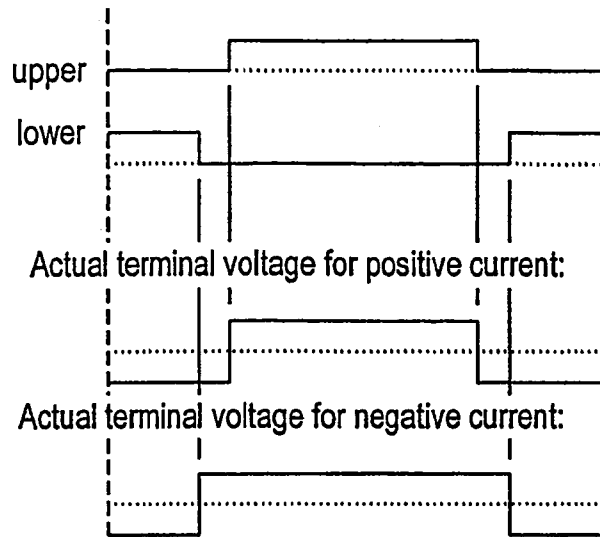 upper
lower
Actual terminal voltage for positive current:
Actual terminal voltage for negative current: